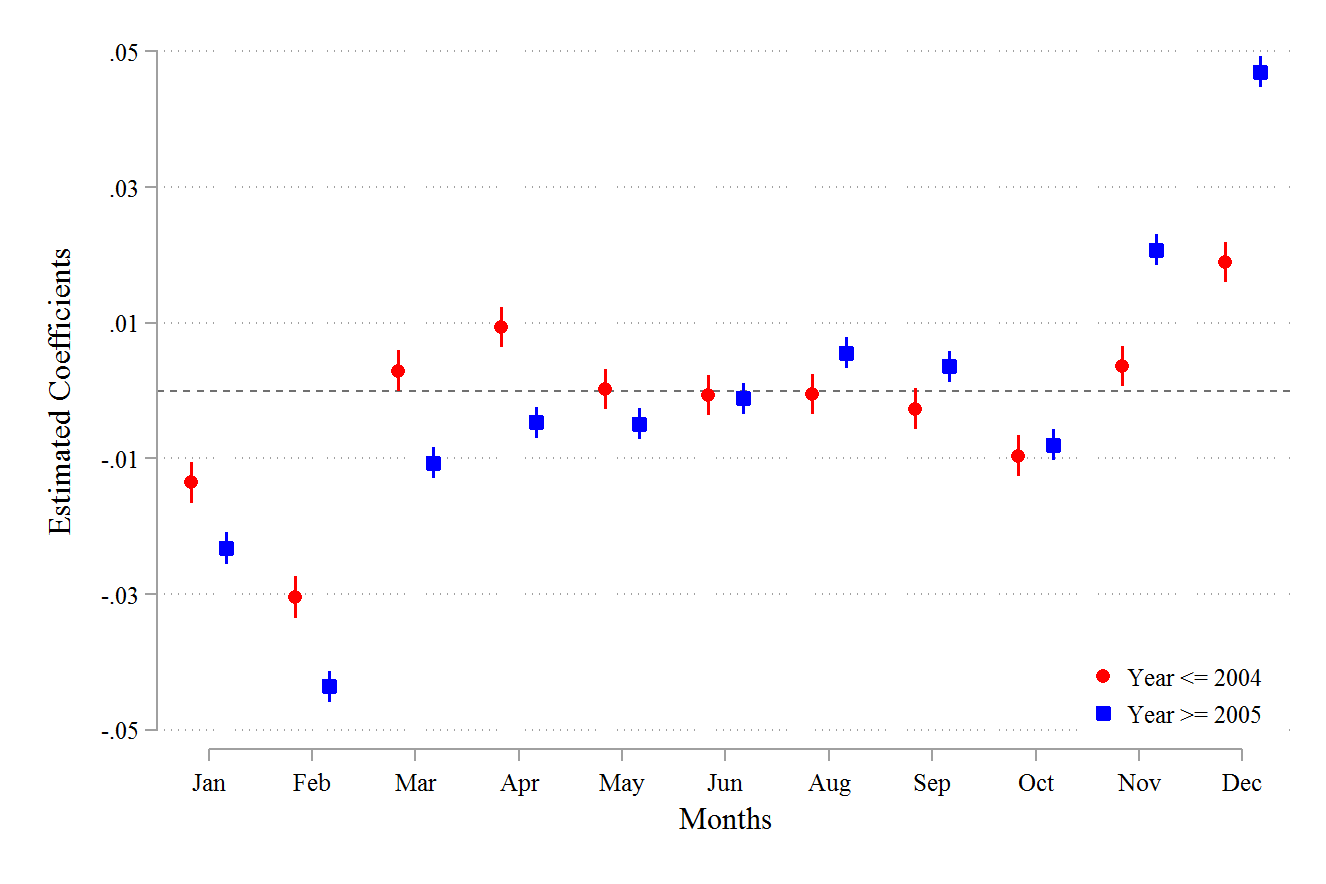 Estimated Coefficients
.05
.03
.01
-.01
-.03
-.05
Year <= 2004
Year >= 2005
Jan Feb Mar Apr May Jun Aug Sep Oct Nov Dec
Months